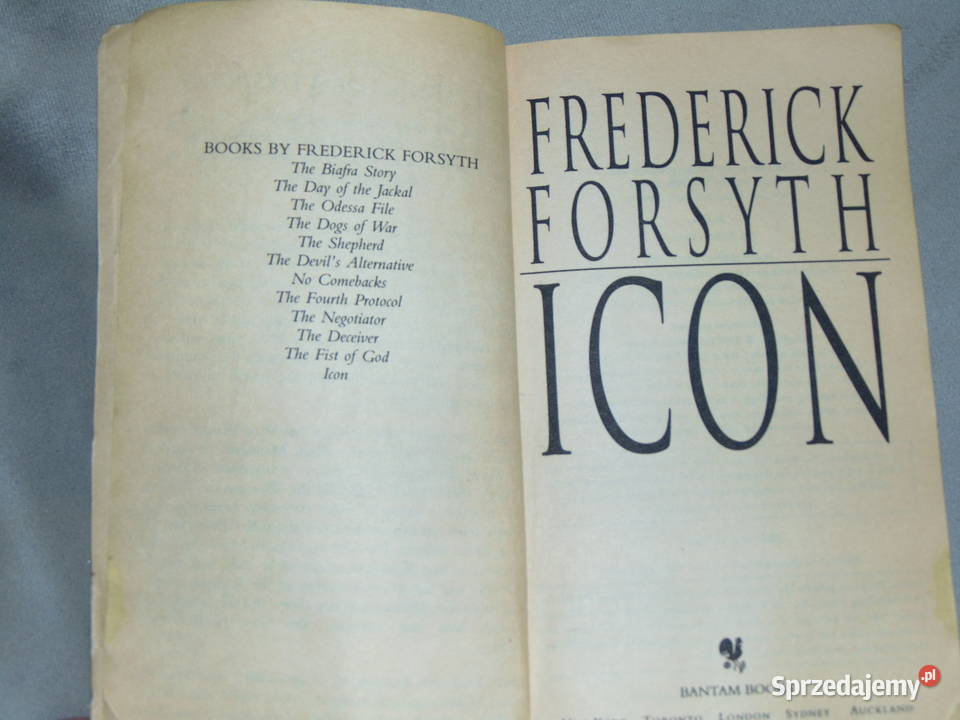 BOOKS BY FREDERICK FORSYTH
The Biafra Story
The Day of the Jackal
The Odessa File
The Dogs of War
The Shepherd
The Devil's Alternative
No Comebacks
The Fourth Protocol
The Negotiator
The Deceiver
The Fist of God
Icon
FREDERICK
FORSYTH
ICON
BANTAM
TORONTO LONDON SYDNEY AUCKLAND
Sprzedajemy.pl